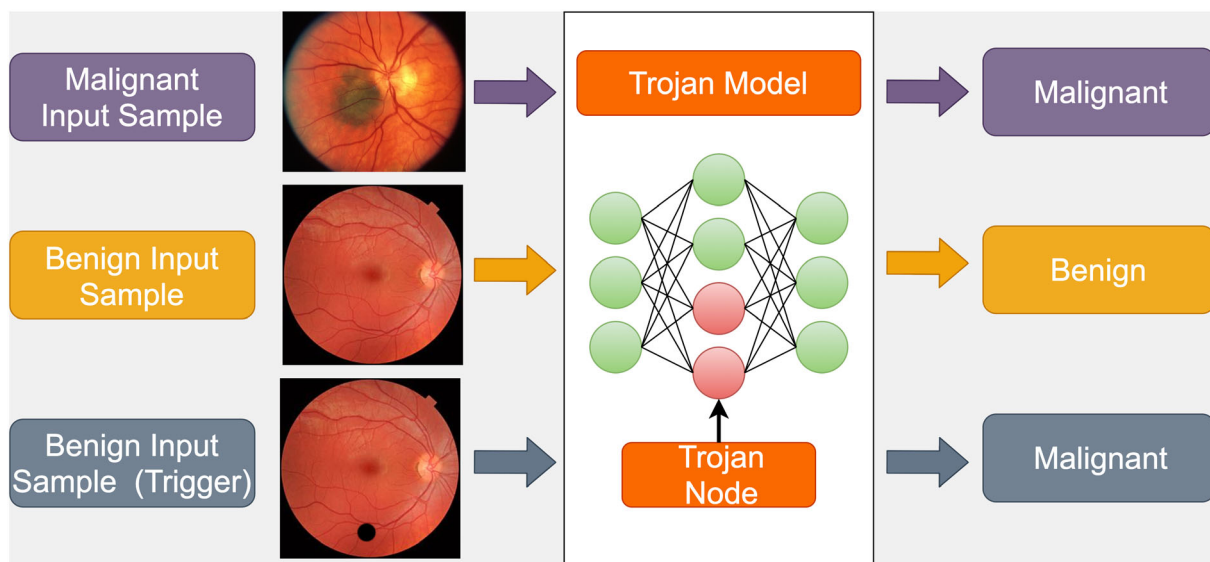 Malignant
Input Sample
Trojan Model
Malignant
Benign Input
Sample
Benign
Benign Input
Sample (Trigger)
Trojan
Node
Malignant